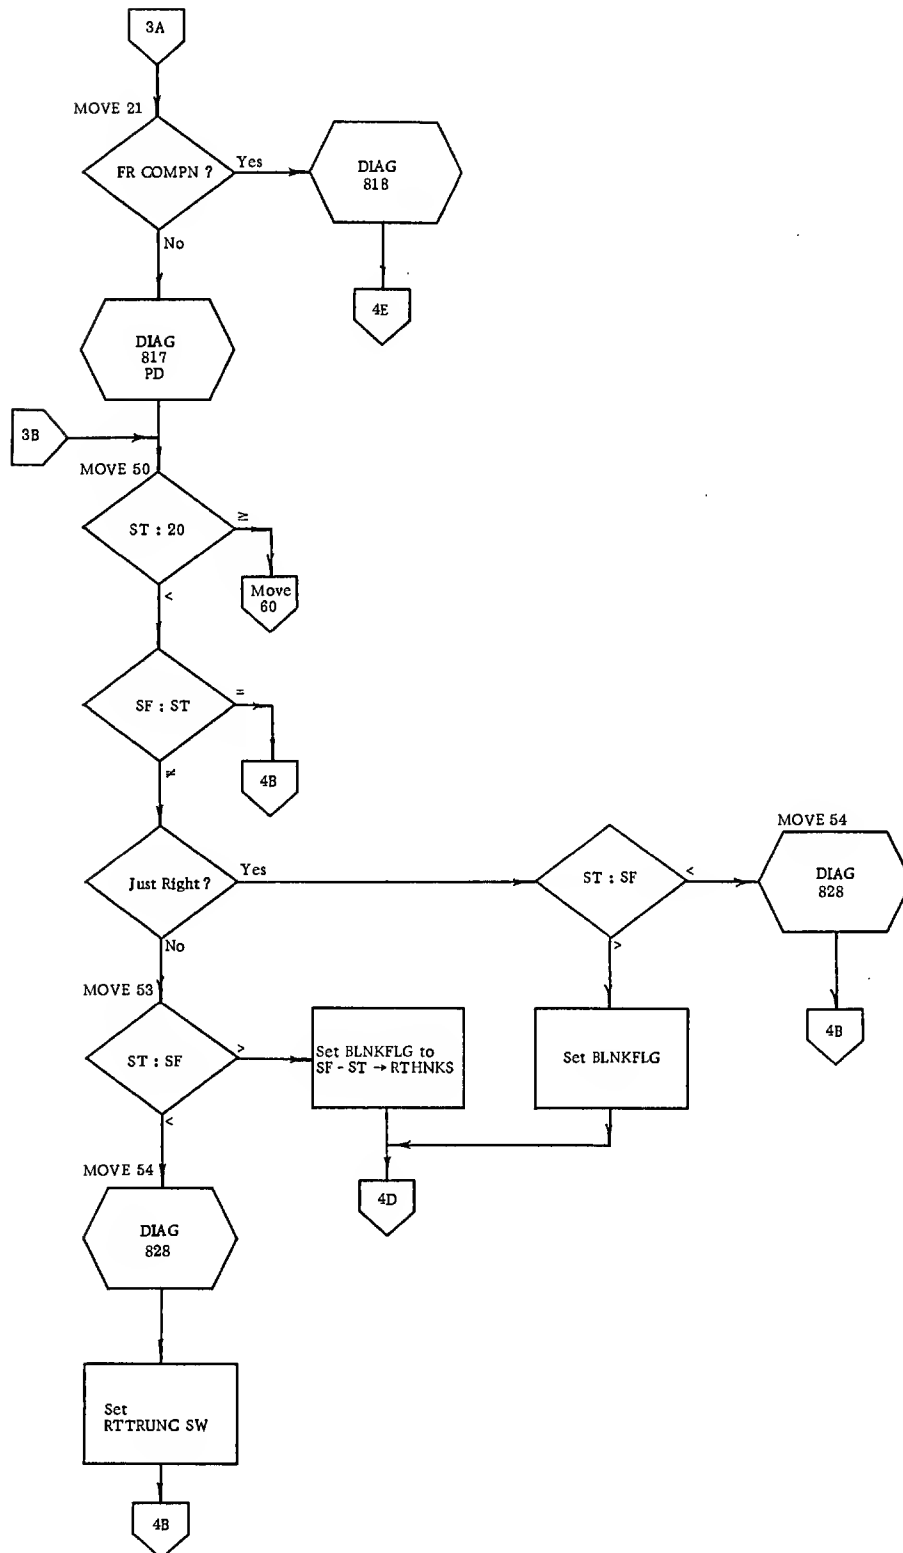 3A
MOVE 21
FR COMPN ?
Yes
DIAG
818
No
4E
DIAG
817
PD
3B
MOVE 50
ST : 20
≥
Move
60
<
SF : ST
=
4B
≠
Just Right ?
Yes
ST : SF
<
MOVE 54
DIAG
828
>
4B
No
MOVE 53
ST : SF
>
Set BLNKFLG to
SF - ST → RTHNKS
Set BLNKFLG
4D
<
MOVE 54
DIAG
828
Set
RTTRUNC SW
4B